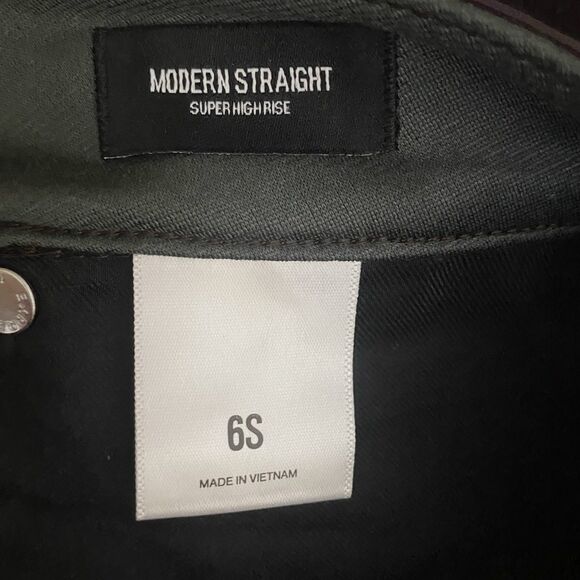 MODERN STRAIGHT
SUPER HIGH RISE
6S
MADE IN VIETNAM